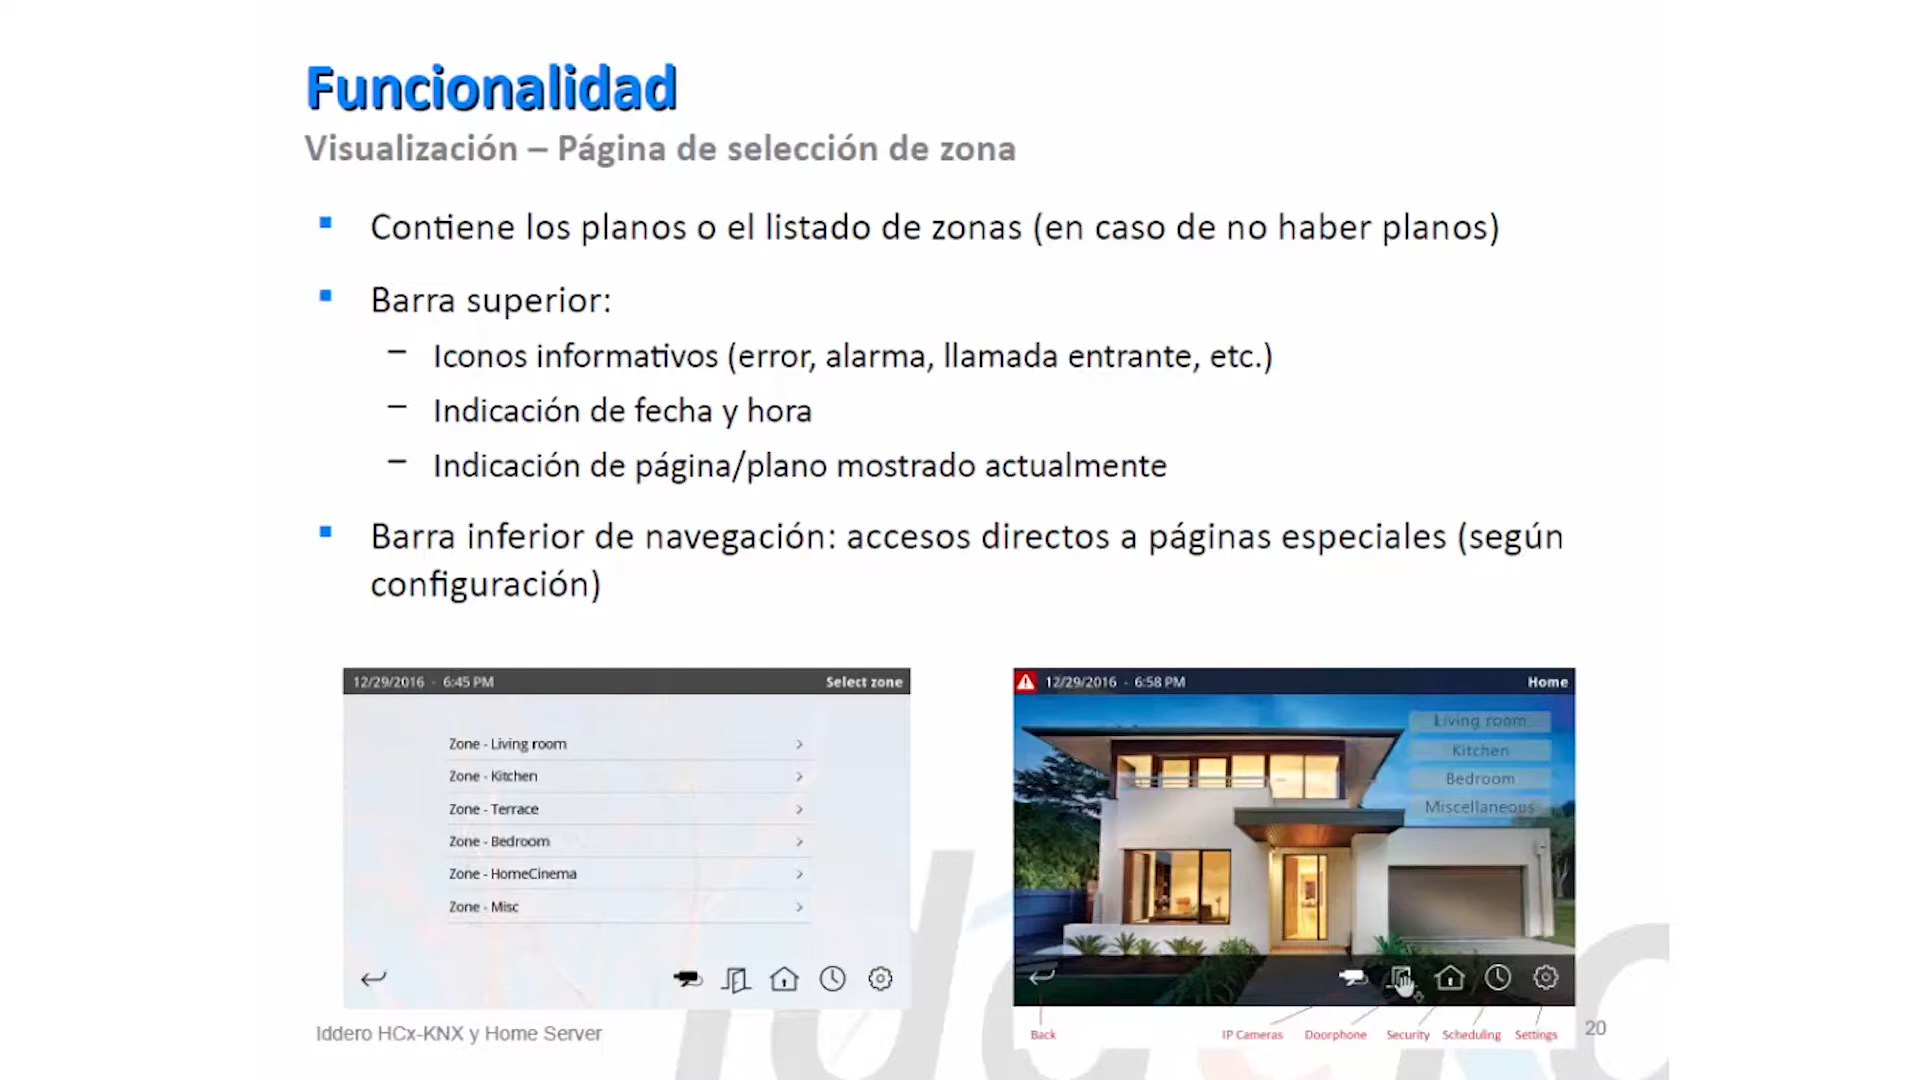 Funcionalidad
Visualización – Página de selección de zona
▪ Contiene los planos o el listado de zonas (en caso de no haber planos)
▪ Barra superior:
– Iconos informativos (error, alarma, llamada entrante, etc.)
– Indicación de fecha y hora
– Indicación de página/plano mostrado actualmente
▪ Barra inferior de navegación: accesos directos a páginas especiales (según
configuración)
12/29/2016 - 6:45 PM Select zone
Zone - Living room
Zone - Kitchen
Zone - Terrace
Zone - Bedroom
Zone - HomeCinema
Zone - Misc
12/29/2016 - 6:58 PM Home
Living room
Kitchen
Bedroom
Miscellaneous
Back IP Cameras Doorphone Security Scheduling Settings
Iddero HCx-KNX y Home Server
20